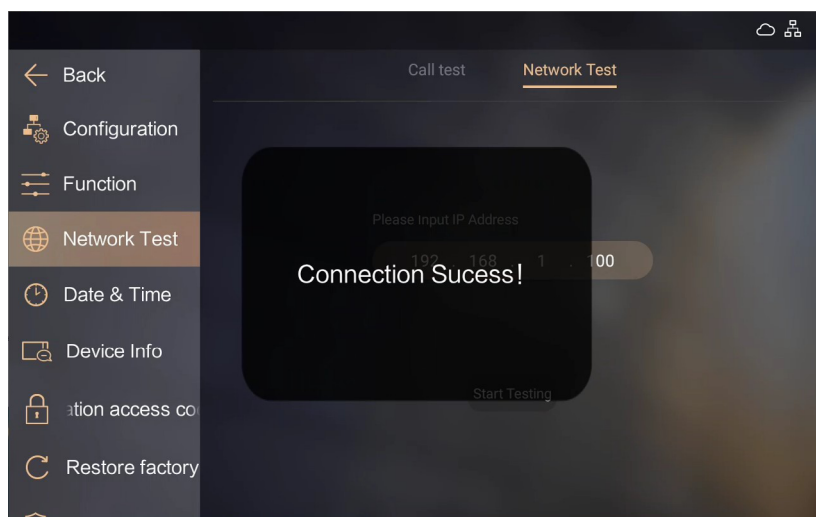 Back
Configuration
Function
Network Test
Date & Time
Device Info
ation access co
Restore factory
Call test
Network Test
Please Input IP Address
192 . 168 . 1 . 100
Connection Sucess!
Start Testing